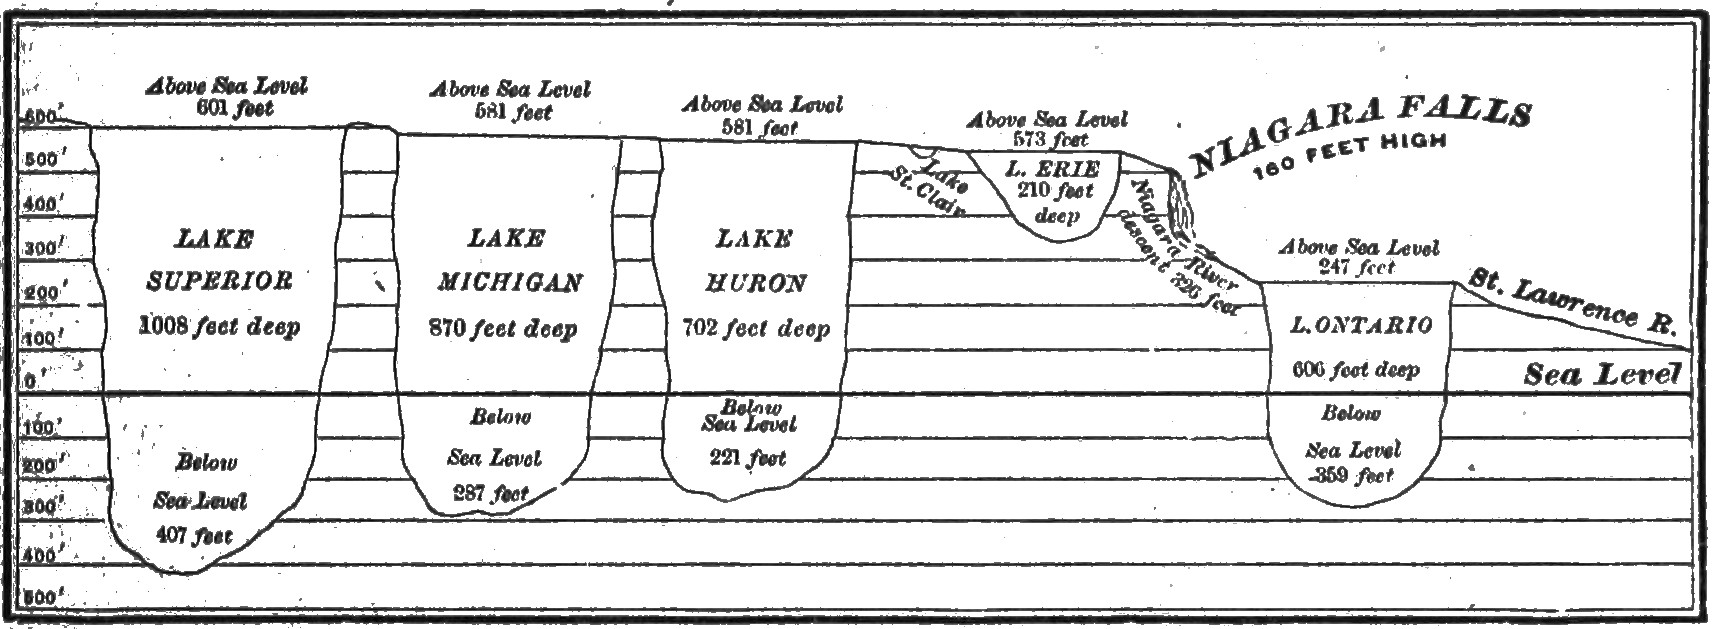 Above Sea Level
601 feet
Above Sea Level
581 feet
Above Sea Level
581 feet
Above Sea Level
573 feet
NIAGARA FALLS
160 FEET HIGH
600'
500'
400'
300'
200'
100'
0'
100'
200'
300'
400'
500'
LAKE
SUPERIOR
1008 feet deep
Below
Sea Level
407 feet
LAKE
MICHIGAN
870 feet deep
Below
Sea Level
287 feet
LAKE
HURON
702 feet deep
Below
Sea Level
221 feet
Lake
St. Clair
L. ERIE
210 feet
deep
Niagara River
descent 326 feet
Above Sea Level
247 feet
L. ONTARIO
606 feet deep
Below
Sea Level
359 feet
St. Lawrence R.
Sea Level